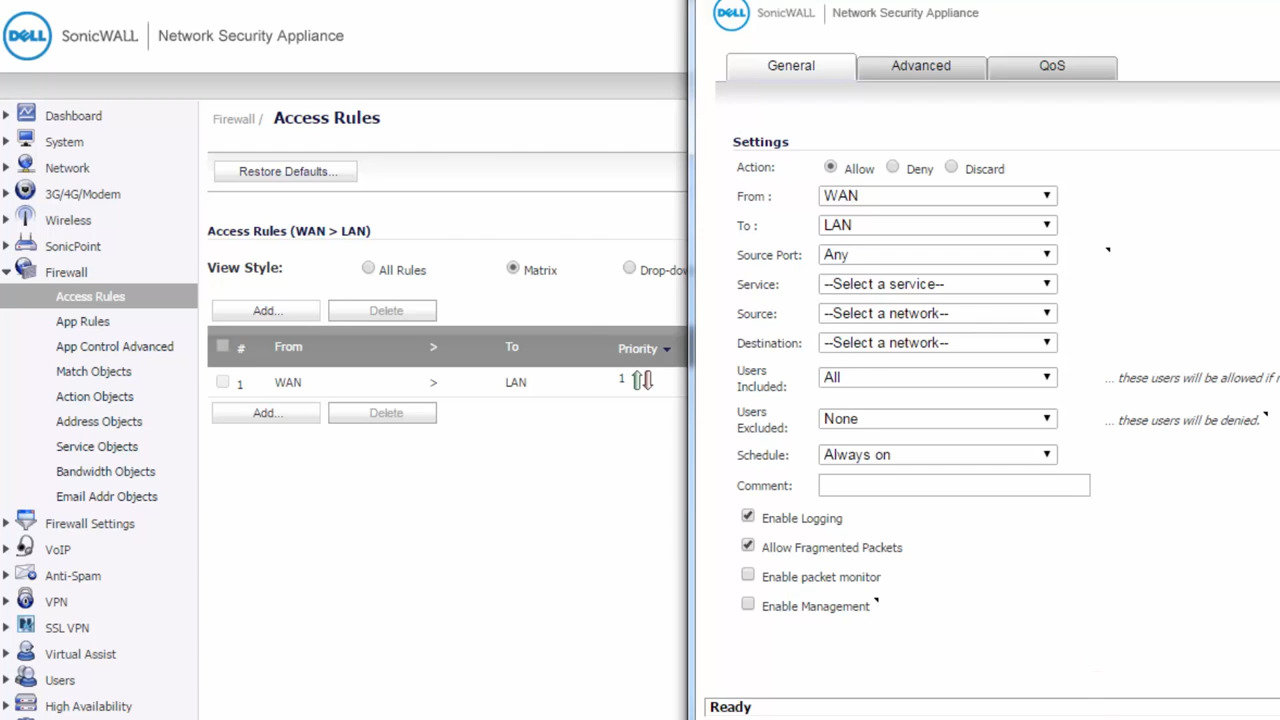 DELL SonicWALL | Network Security Appliance
Dashboard
System
Network
3G/4G/Modem
Wireless
SonicPoint
Firewall
Access Rules
App Rules
App Control Advanced
Match Objects
Action Objects
Address Objects
Service Objects
Bandwidth Objects
Email Addr Objects
Firewall Settings
VoIP
Anti-Spam
VPN
SSL VPN
Virtual Assist
Users
High Availability
Firewall / Access Rules
Restore Defaults...
Access Rules (WAN > LAN)
View Style: All Rules Matrix Drop-dow
Add... Delete
# From > To Priority
1 WAN > LAN 1
Add... Delete
DELL SonicWALL | Network Security Appliance
General Advanced QoS
Settings
Action: Allow Deny Discard
From : WAN
To : LAN
Source Port: Any
Service: --Select a service--
Source: --Select a network--
Destination: --Select a network--
Users
Included: All ... these users will be allowed if
Users
Excluded: None ... these users will be denied.
Schedule: Always on
Comment:
Enable Logging
Allow Fragmented Packets
Enable packet monitor
Enable Management
Ready